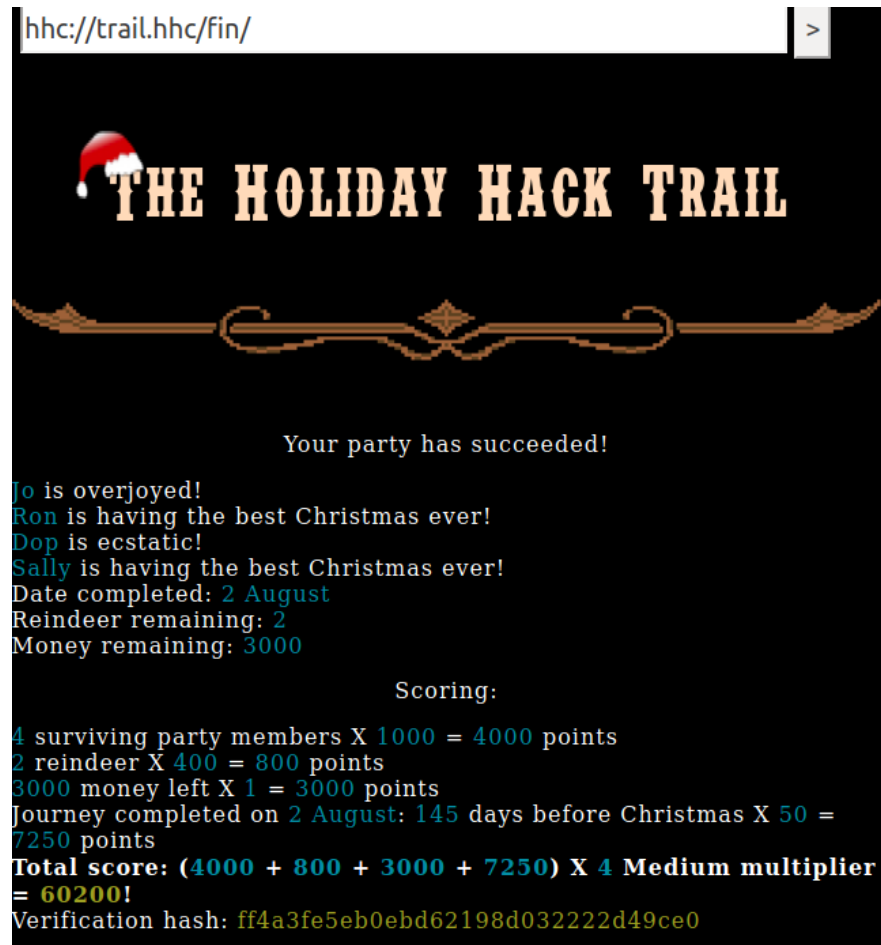 hhc://trail.hhc/fin/ >
The Holiday Hack Trail
Your party has succeeded!
Jo is overjoyed!
Ron is having the best Christmas ever!
Dop is ecstatic!
Sally is having the best Christmas ever!
Date completed: 2 August
Reindeer remaining: 2
Money remaining: 3000
Scoring:
4 surviving party members X 1000 = 4000 points
2 reindeer X 400 = 800 points
3000 money left X 1 = 3000 points
Journey completed on 2 August: 145 days before Christmas X 50 =
7250 points
Total score: (4000 + 800 + 3000 + 7250) X 4 Medium multiplier
= 60200!
Verification hash: ff4a3fe5eb0ebd62198d032222d49ce0